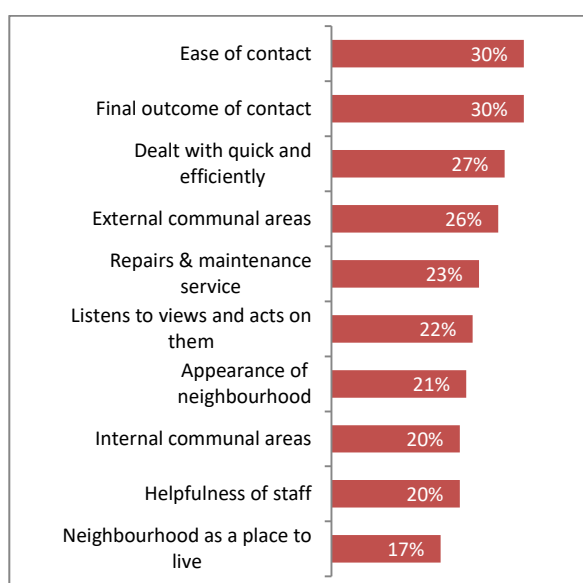 Ease of contact
30%
Final outcome of contact
30%
Dealt with quick and
efficiently
27%
External communal areas
26%
Repairs & maintenance
service
23%
Listens to views and acts on
them
22%
Appearance of
neighbourhood
21%
Internal communal areas
20%
Helpfulness of staff
20%
Neighbourhood as a place to
live
17%